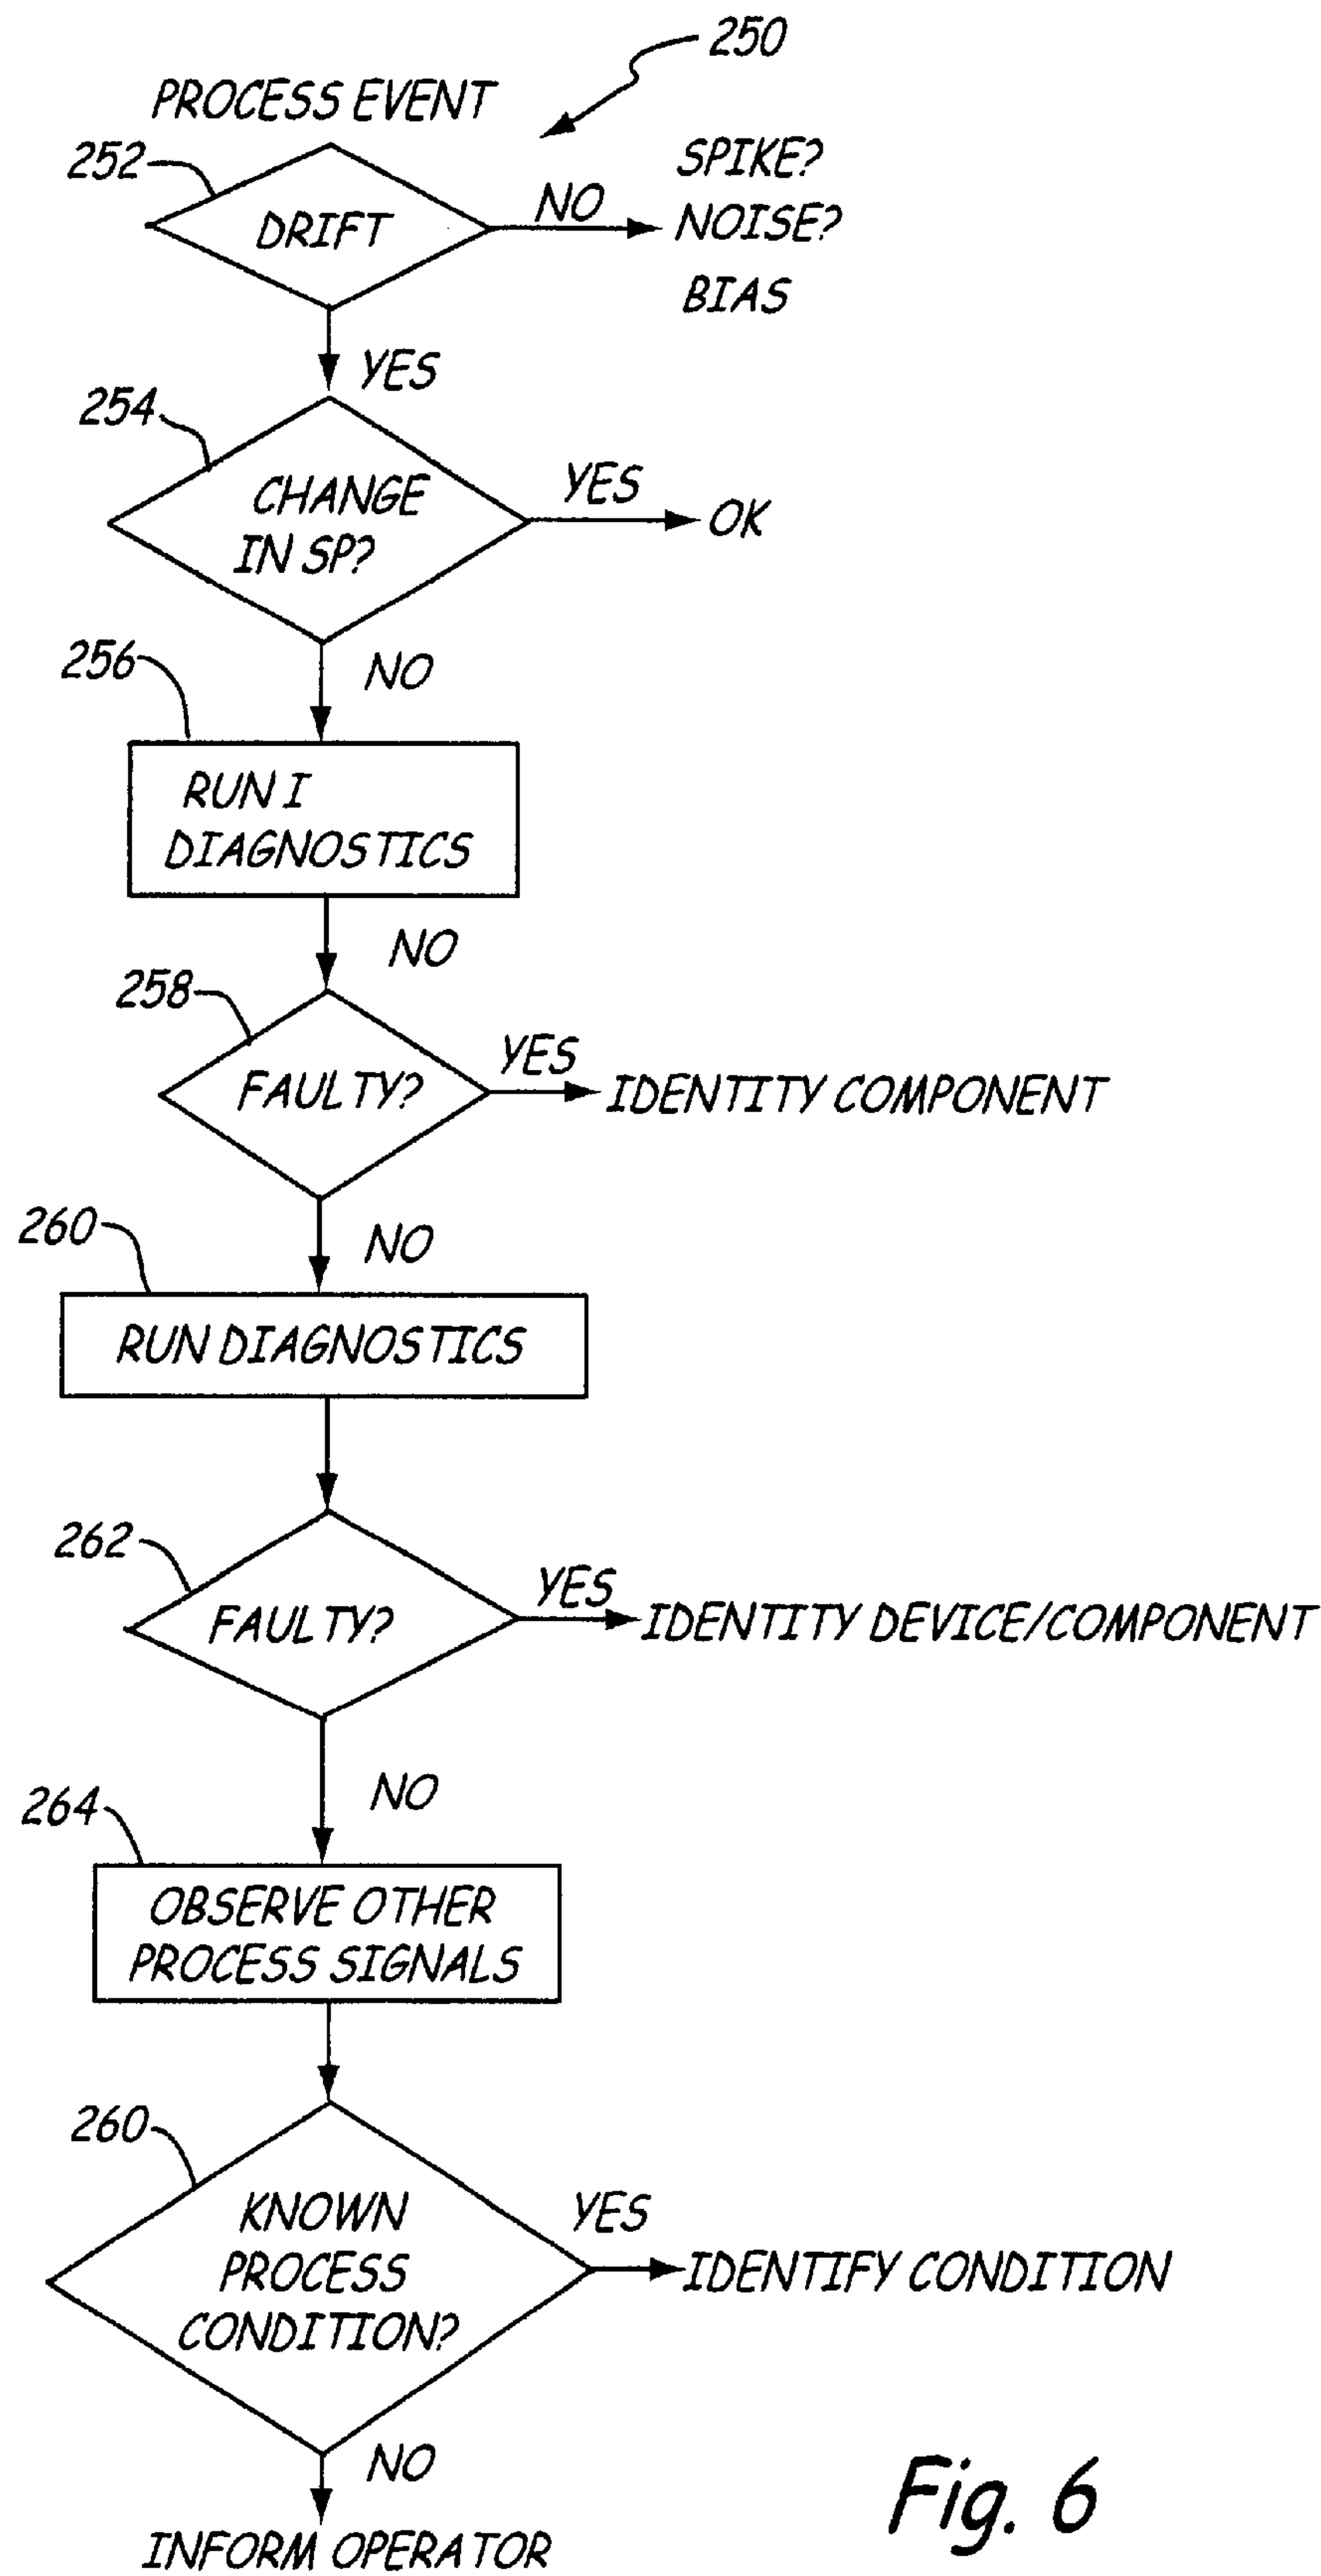 250
PROCESS EVENT
252
DRIFT
NO
SPIKE?
NOISE?
BIAS
YES
254
CHANGE
IN SP?
YES
OK
NO
256
RUN I
DIAGNOSTICS
NO
258
FAULTY?
YES
IDENTITY COMPONENT
NO
260
RUN DIAGNOSTICS
262
FAULTY?
YES
IDENTITY DEVICE/COMPONENT
NO
264
OBSERVE OTHER
PROCESS SIGNALS
260
KNOWN
PROCESS
CONDITION?
YES
IDENTIFY CONDITION
NO
INFORM OPERATOR
Fig. 6